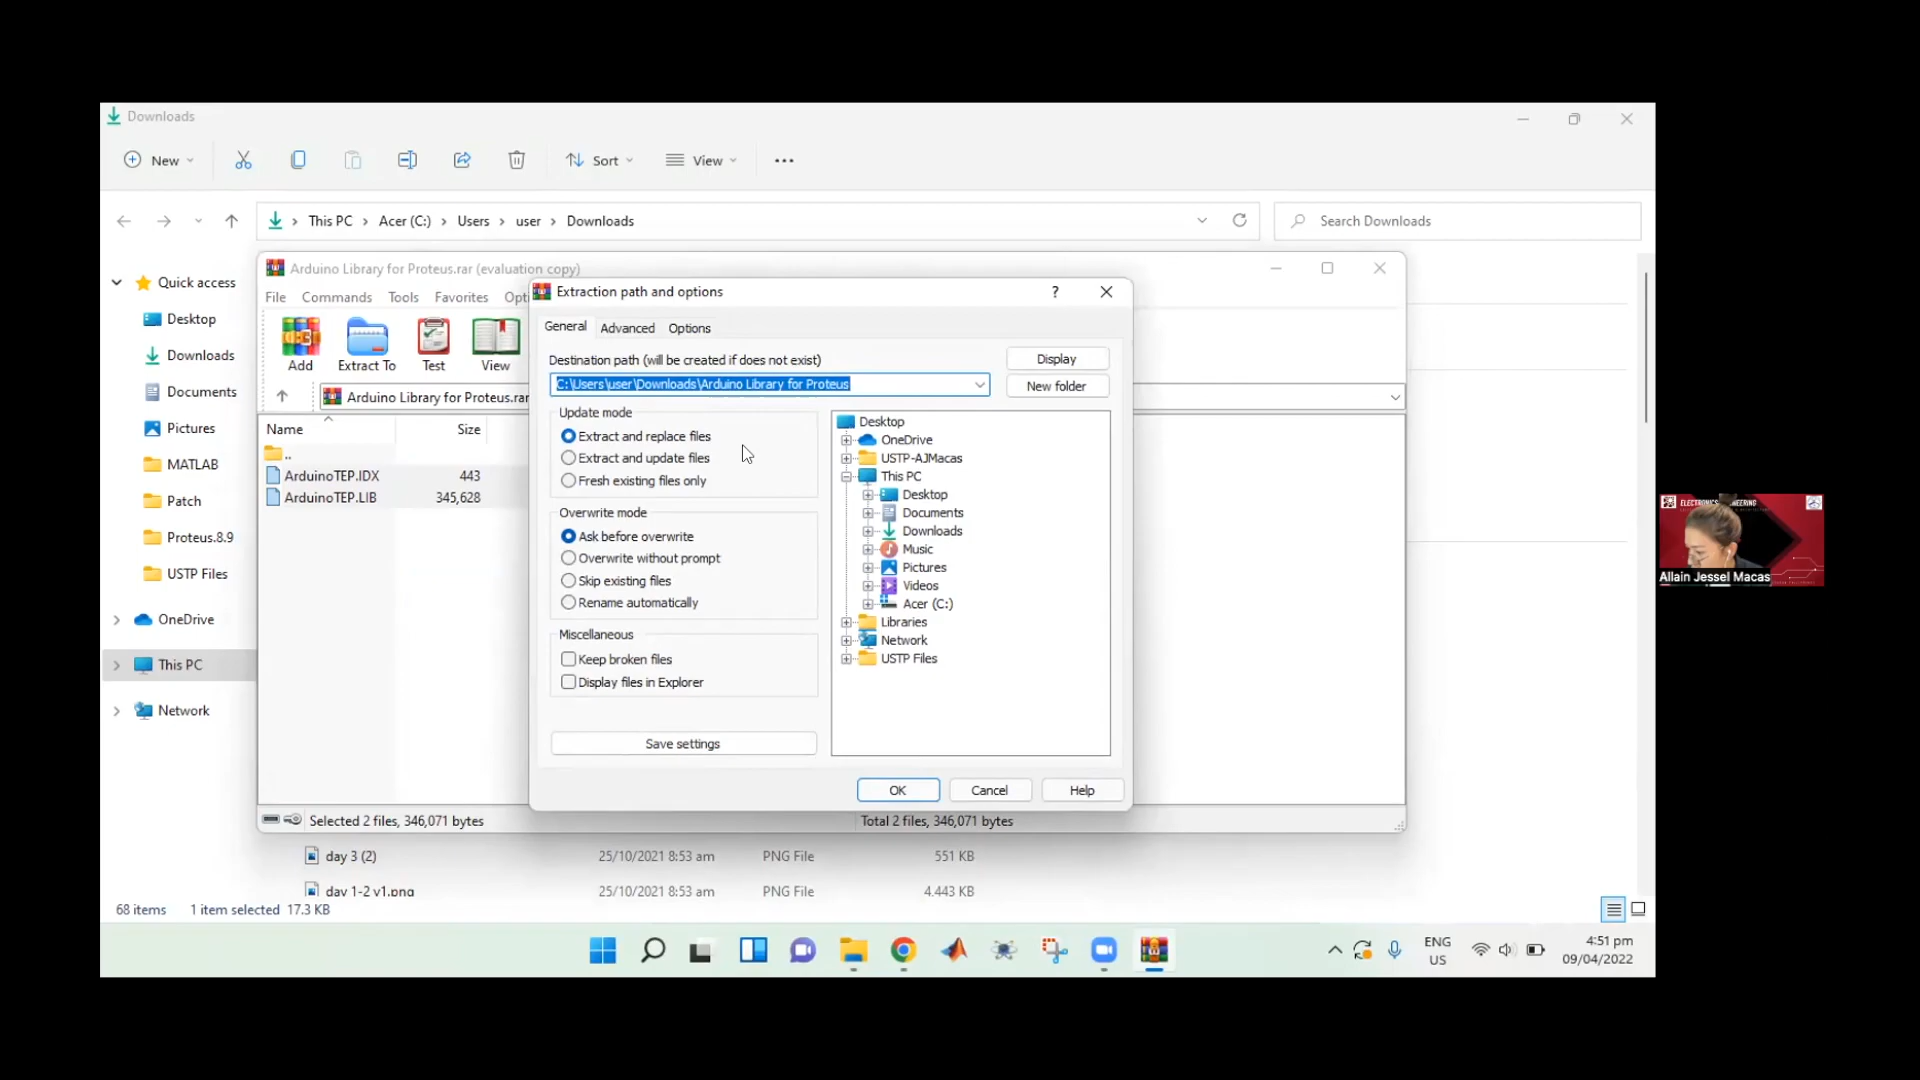 Downloads
New
Sort
View
This PC > Acer (C:) > Users > user > Downloads
Search Downloads
Quick access
Desktop
Downloads
Documents
Pictures
MATLAB
Patch
Proteus.8.9
USTP Files
OneDrive
This PC
Network
Arduino Library for Proteus.rar (evaluation copy)
File Commands Tools Favorites Opti
Add
Extract To
Test
View
Arduino Library for Proteus.rar
Name Size
..
ArduinoTEP.IDX 443
ArduinoTEP.LIB 345,628
Extraction path and options ?
General Advanced Options
Destination path (will be created if does not exist)
Display
C:\Users\user\Downloads\Arduino Library for Proteus
New folder
Update mode
Extract and replace files
Extract and update files
Fresh existing files only
Overwrite mode
Ask before overwrite
Overwrite without prompt
Skip existing files
Rename automatically
Miscellaneous
Keep broken files
Display files in Explorer
Save settings
Desktop
OneDrive
USTP-AJMacas
This PC
Desktop
Documents
Downloads
Music
Pictures
Videos
Acer (C:)
Libraries
Network
USTP Files
OK
Cancel
Help
Selected 2 files, 346,071 bytes
Total 2 files, 346,071 bytes
day 3 (2) 25/10/2021 8:53 am PNG File 551 KB
day 1-2 v1.png 25/10/2021 8:53 am PNG File 4,443 KB
68 items 1 item selected 17.3 KB
ENG
US
4:51 pm
09/04/2022
Allain Jessel Macas